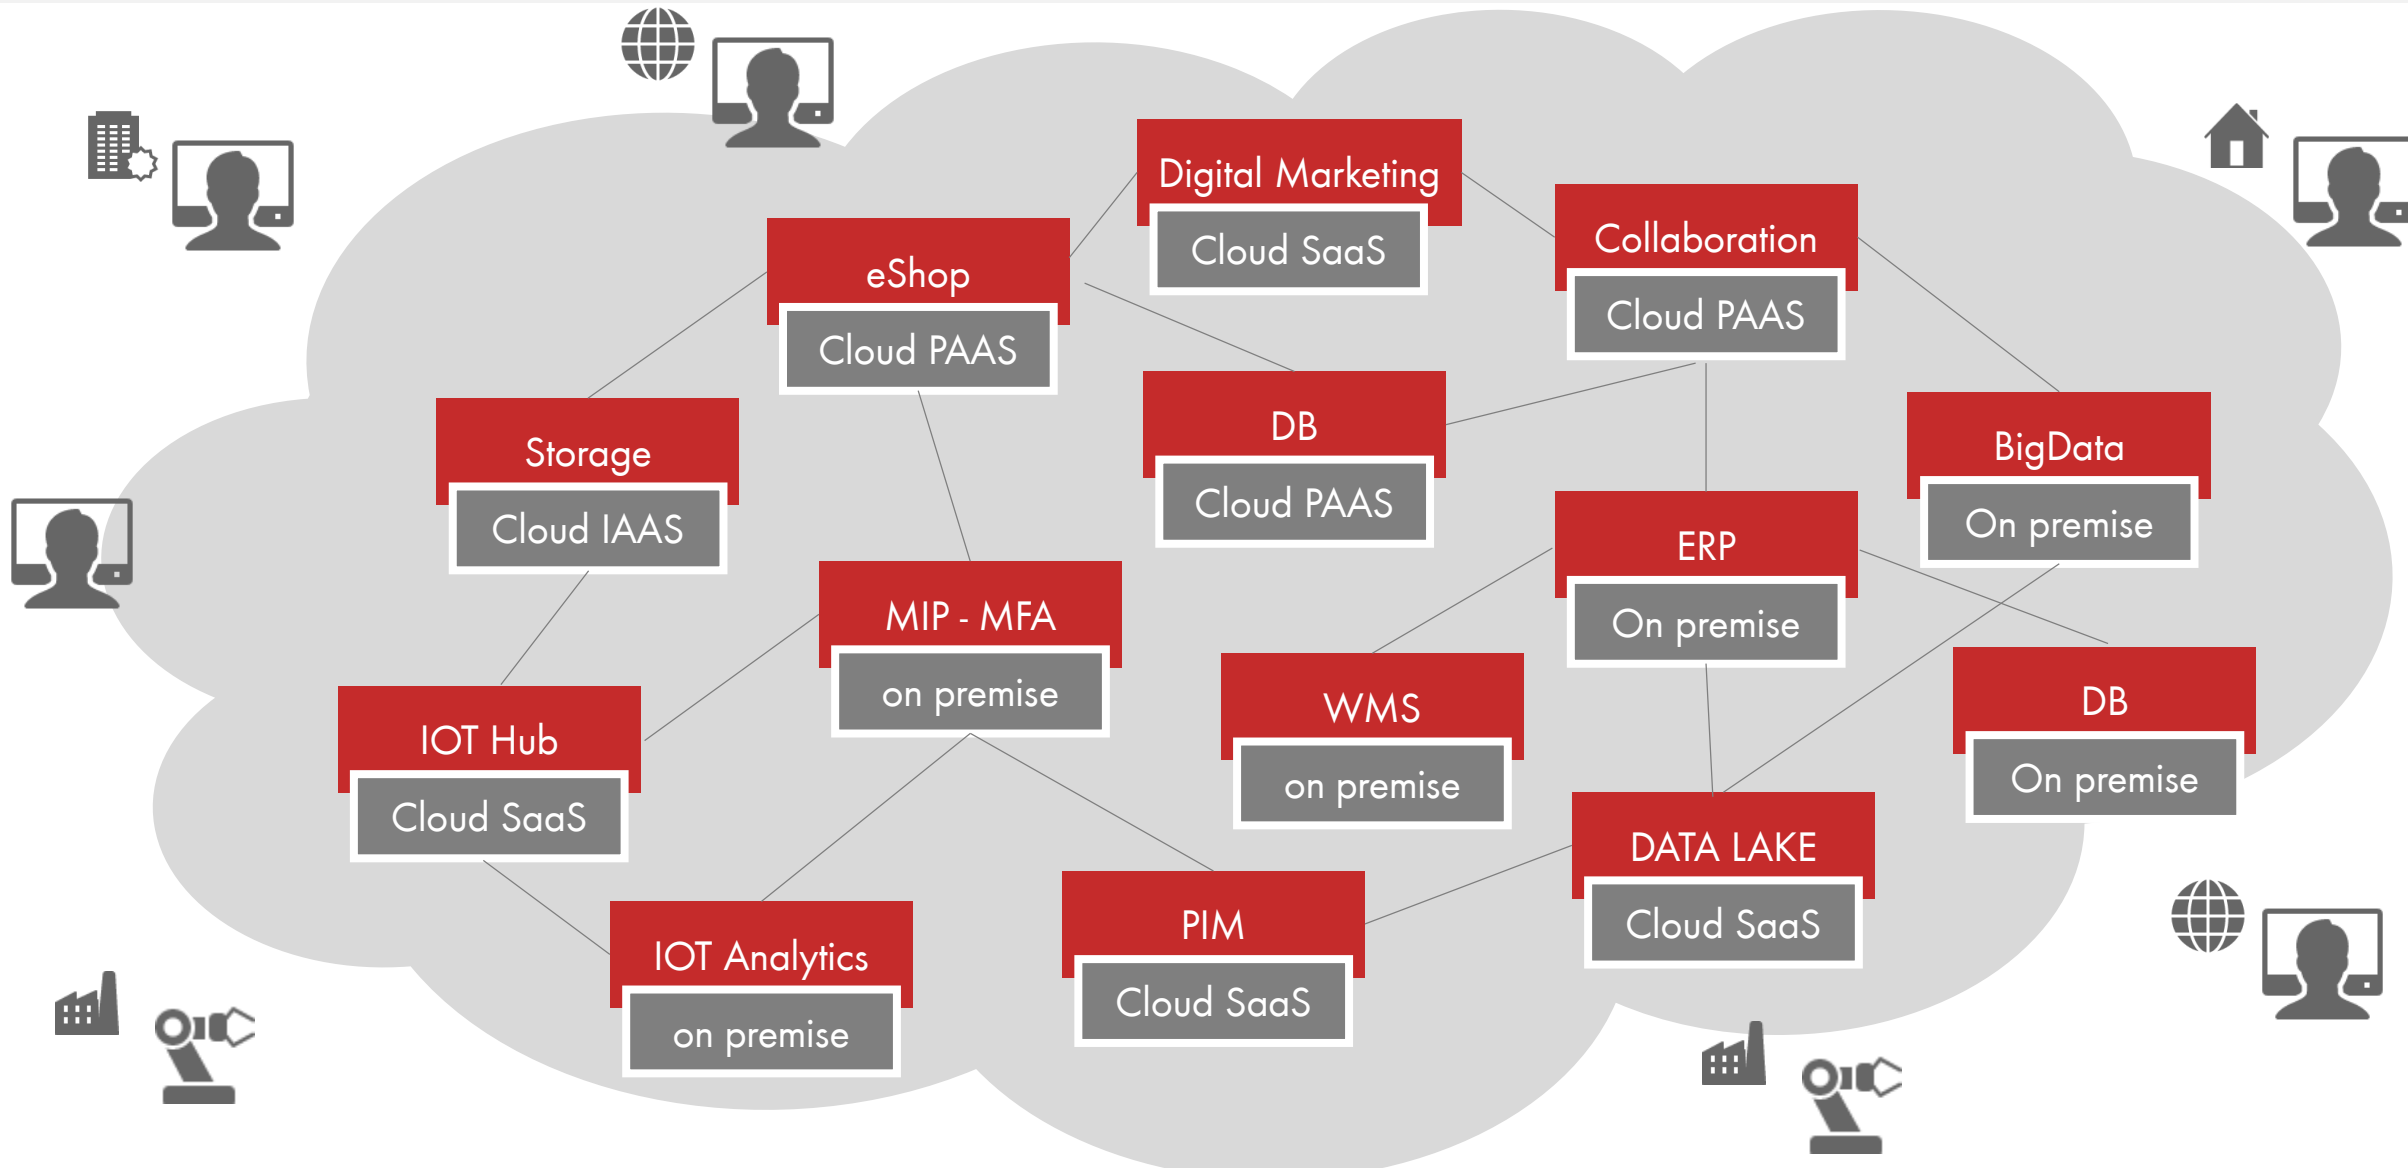 Digital Marketing
Cloud SaaS
Collaboration
Cloud PAAS
eShop
Cloud PAAS
DB
Cloud PAAS
Storage
Cloud IAAS
BigData
On premise
ERP
On premise
MIP - MFA
on premise
WMS
on premise
DB
On premise
IOT Hub
Cloud SaaS
DATA LAKE
Cloud SaaS
PIM
Cloud SaaS
IOT Analytics
on premise